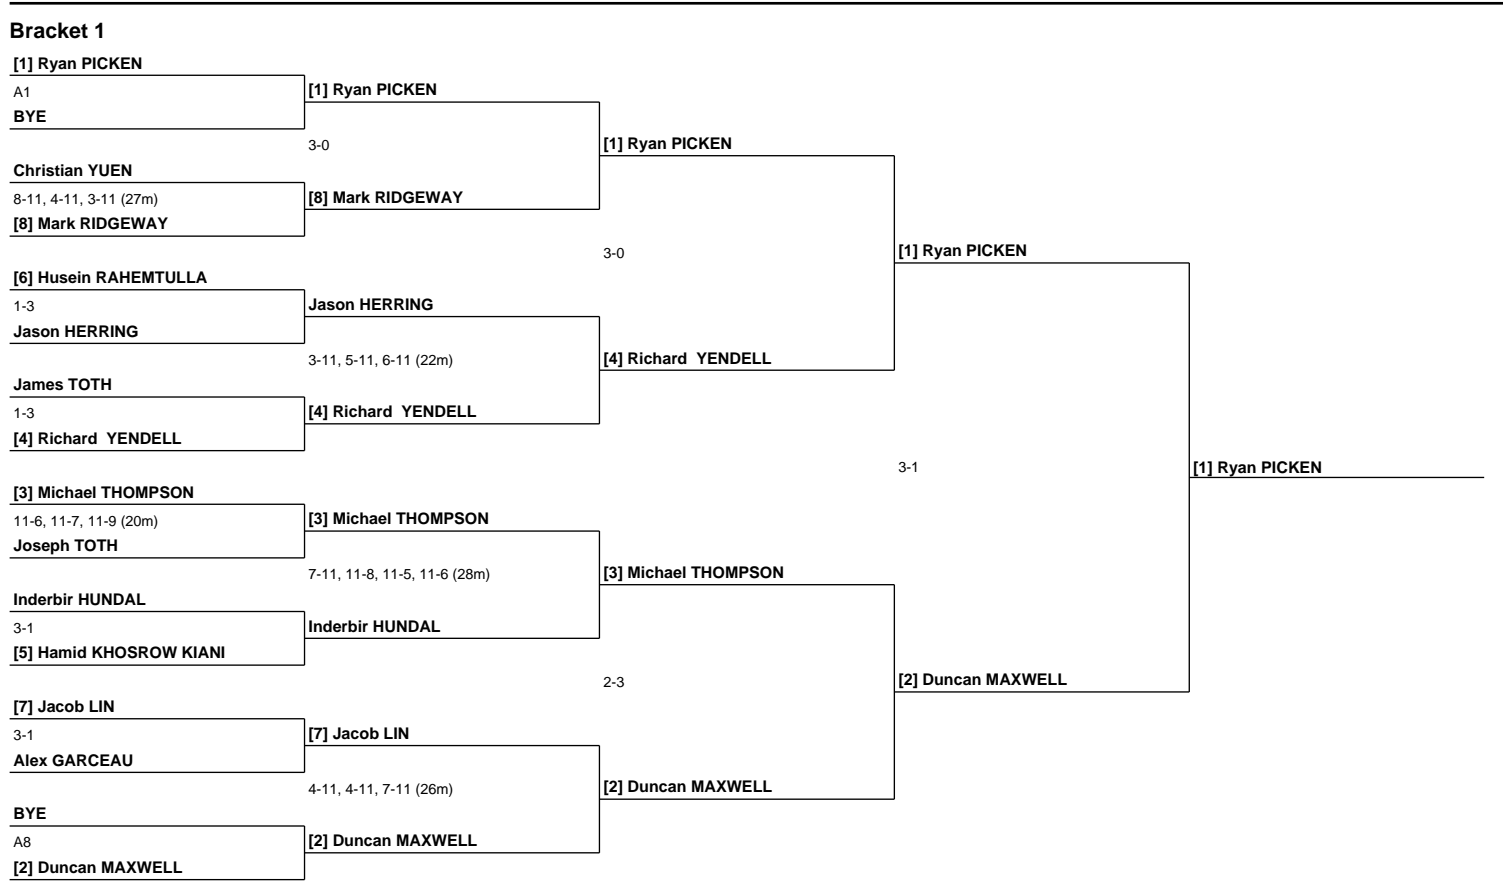 Bracket 1
[1] Ryan PICKEN
A1
BYE
Christian YUEN
8-11, 4-11, 3-11 (27m)
[8] Mark RIDGEWAY
[6] Husein RAHEMTULLA
1-3
Jason HERRING
James TOTH
1-3
[4] Richard  YENDELL
[3] Michael THOMPSON
11-6, 11-7, 11-9 (20m)
Joseph TOTH
Inderbir HUNDAL
3-1
[5] Hamid KHOSROW KIANI
[7] Jacob LIN
3-1
Alex GARCEAU
BYE
A8
[2] Duncan MAXWELL
[1] Ryan PICKEN
3-0
[8] Mark RIDGEWAY
Jason HERRING
3-11, 5-11, 6-11 (22m)
[4] Richard  YENDELL
[3] Michael THOMPSON
7-11, 11-8, 11-5, 11-6 (28m)
Inderbir HUNDAL
[7] Jacob LIN
4-11, 4-11, 7-11 (26m)
[2] Duncan MAXWELL
[1] Ryan PICKEN
3-0
[4] Richard  YENDELL
[3] Michael THOMPSON
2-3
[2] Duncan MAXWELL
[1] Ryan PICKEN
3-1
[2] Duncan MAXWELL
[1] Ryan PICKEN